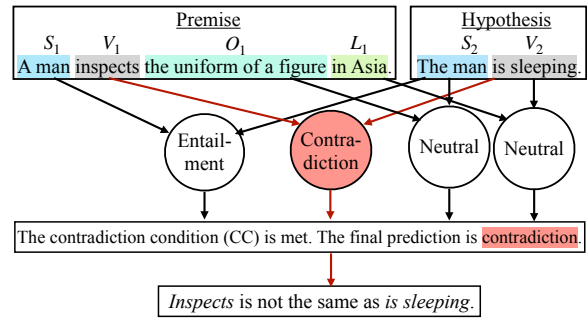 Premise
Hypothesis
S1 V1 O1 L1
S2 V2
A man inspects the uniform of a figure in Asia.
The man is sleeping.
Entail-
ment
Contra-
diction
Neutral
Neutral
The contradiction condition (CC) is met. The final prediction is contradiction.
Inspects is not the same as is sleeping.